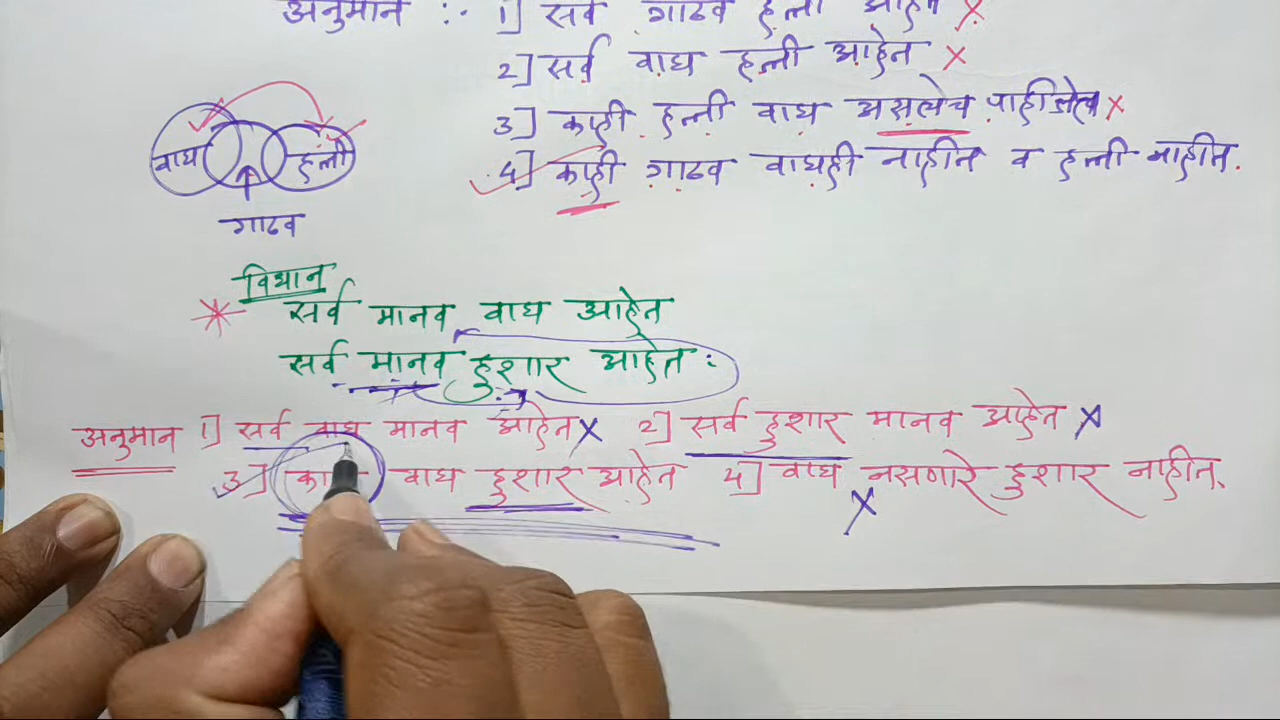 अनुमान :- 1] सर्व गाढव हत्ती आहेत ×
2] सर्व वाघ हत्ती आहेत ×
3] काही हत्ती वाघ असलेच पाहीजेत ×
4] काही गाढव वाघही नाहीत व हत्ती नाहीत.
वाघ हत्ती
गाढव
विधान
सर्व मानव वाघ आहेत
सर्व मानव हुशार आहेत :
अनुमान 1] सर्व वाघ मानव आहेत × 2] सर्व हुशार मानव आहेत ×
3] वाघ हुशार आहेत 4] वाघ नसणारे हुशार नाहीत. ×